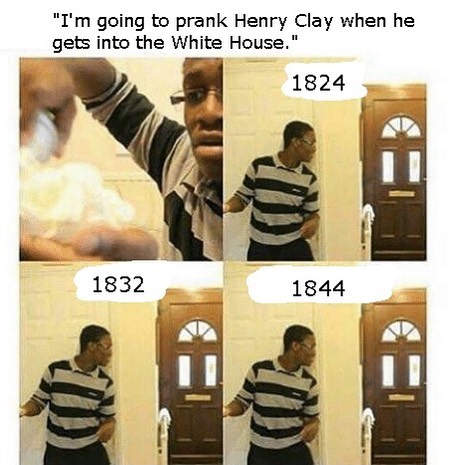 "I'm going to prank Henry Clay when he
gets into the White House."
1824
1832
1844